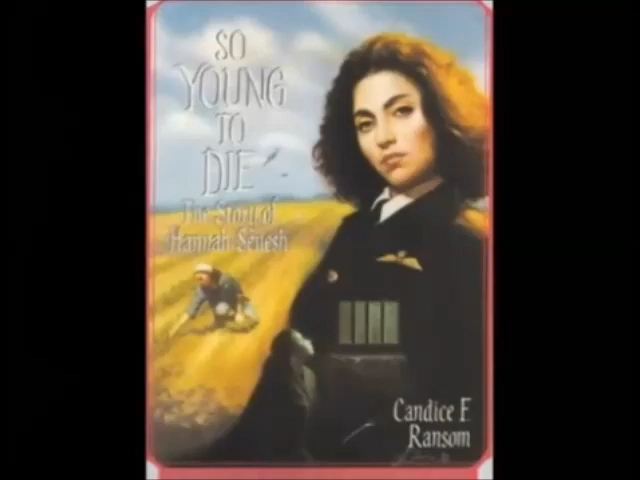 SO
YOUNG
TO
DIE
The Story of
Hannah Senesh
Candice F.
Ransom